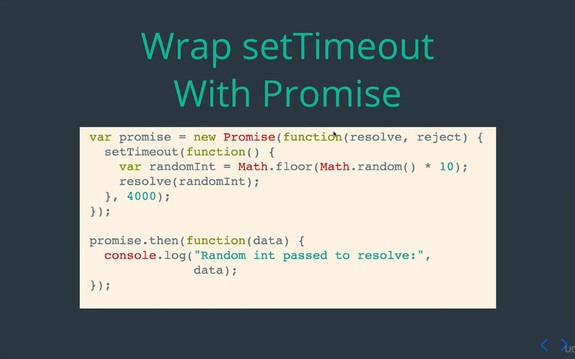 Wrap setTimeout
With Promise
var promise = new Promise(function(resolve, reject) {
  setTimeout(function() {
    var randomInt = Math.floor(Math.random() * 10);
    resolve(randomInt);
  }, 4000);
});

promise.then(function(data) {
  console.log("Random int passed to resolve:",
              data);
});